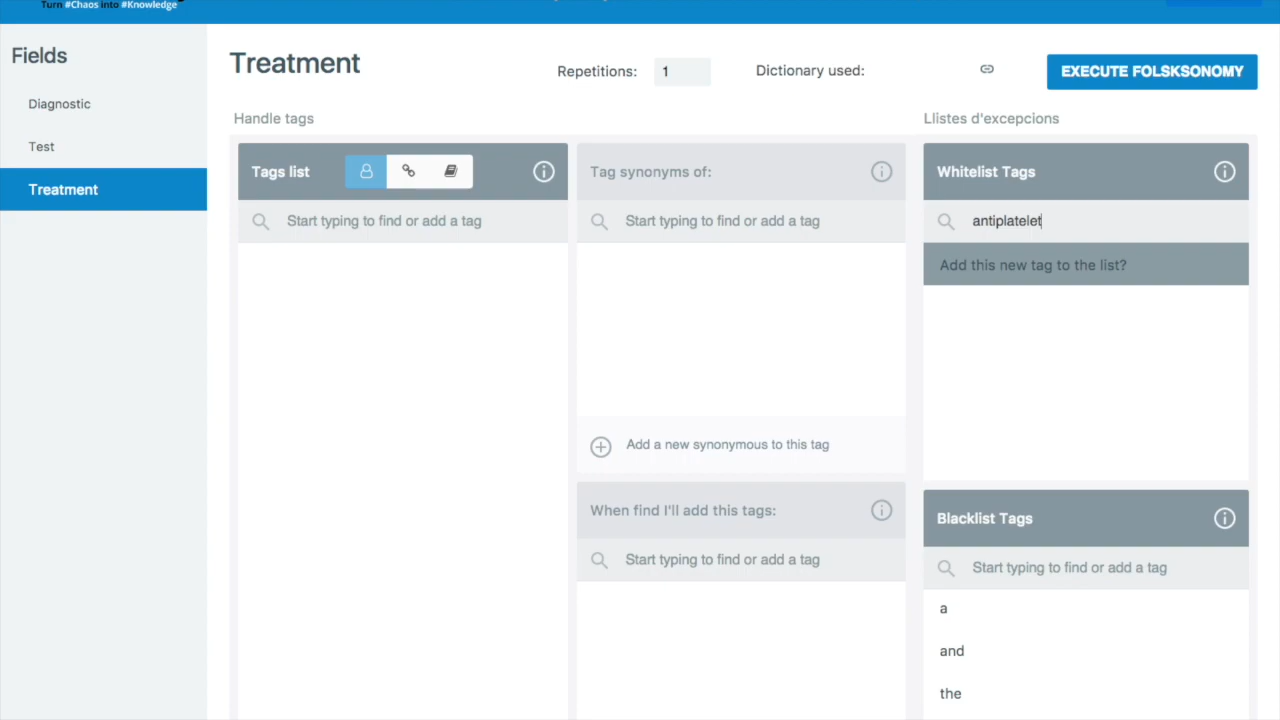 Turn #Chaos into #Knowledge
Fields
Diagnostic
Test
Treatment
Treatment
Repetitions: 1
Dictionary used:
EXECUTE FOLSKSONOMY
Handle tags
Llistes d'excepcions
Tags list
Start typing to find or add a tag
Tag synonyms of:
Start typing to find or add a tag
Add a new synonymous to this tag
When find I'll add this tags:
Start typing to find or add a tag
Whitelist Tags
antiplatelet
Add this new tag to the list?
Blacklist Tags
Start typing to find or add a tag
a
and
the